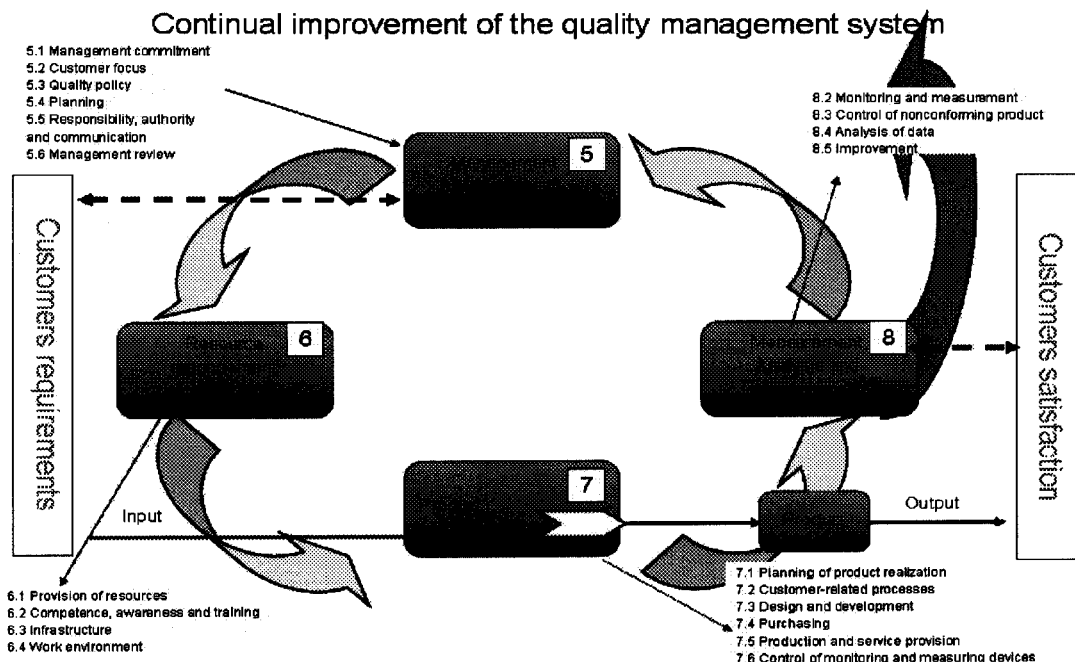 Continual improvement of the quality management system
5.1 Management commitment
5.2 Customer focus
5.3 Quality policy
5.4 Planning
5.5 Responsibility, authority
and communication
5.6 Management review
8.2 Monitoring and measurement
8.3 Control of nonconforming product
8.4 Analysis of data
8.5 Improvement
5
Customers requirements
6
8
Customers satisfaction
7
Input
Output
6.1 Provision of resources
6.2 Competence, awareness and training
6.3 Infrastructure
6.4 Work environment
7.1 Planning of product realization
7.2 Customer-related processes
7.3 Design and development
7.4 Purchasing
7.5 Production and service provision
7.6 Control of monitoring and measuring devices